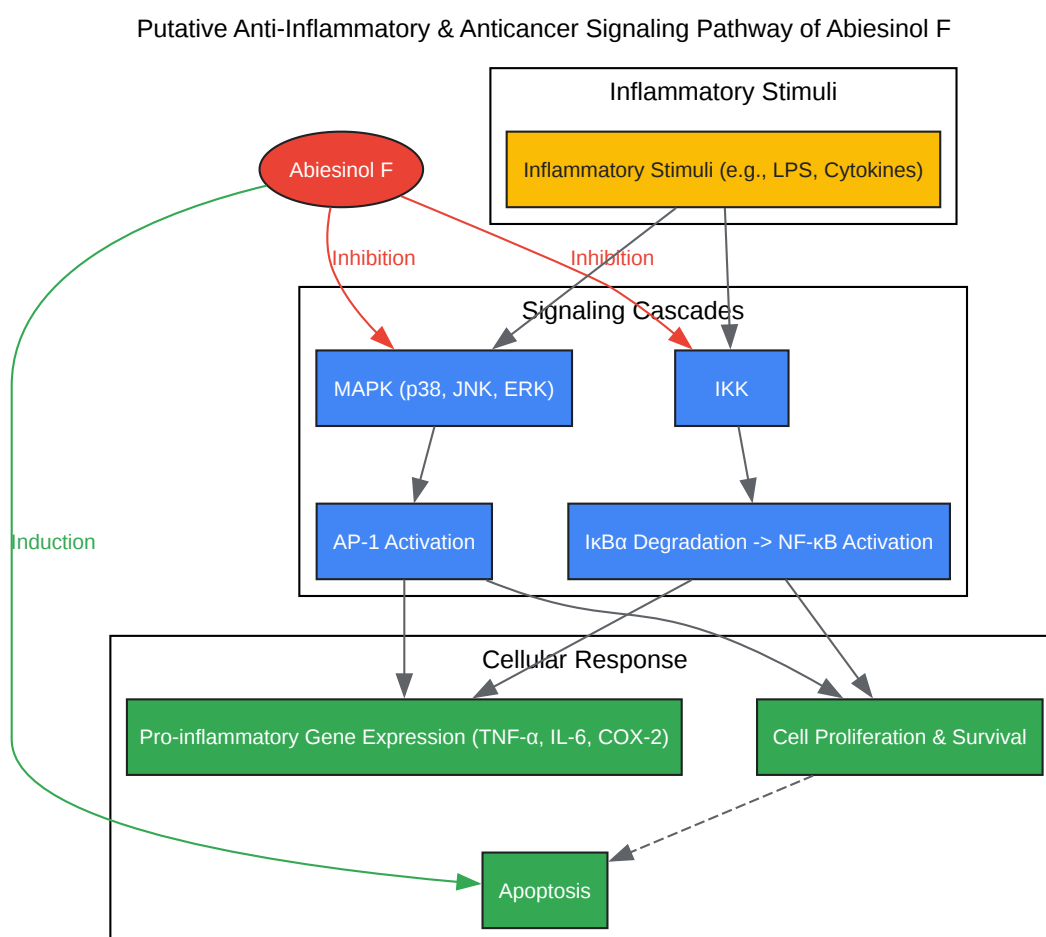 Putative Anti-Inflammatory & Anticancer Signaling Pathway of Abiesinol F
Inflammatory Stimuli
Abiesinol F
Inflammatory Stimuli (e.g., LPS, Cytokines)
Inhibition
Inhibition
Signaling Cascades
MAPK (p38, JNK, ERK)
IKK
AP-1 Activation
IκBα Degradation -> NF-κB Activation
Induction
Cellular Response
Pro-inflammatory Gene Expression (TNF-α, IL-6, COX-2)
Cell Proliferation & Survival
Apoptosis